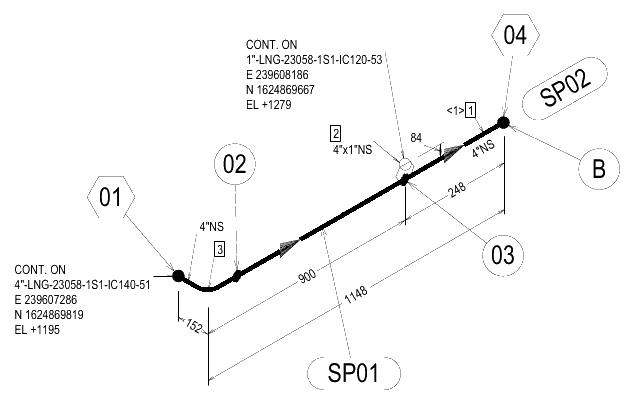 04
CONT. ON
1"-LNG-23058-1S1-IC120-53
E 239608186
N 1624869667
EL +1279
SP02
<1> 1
2
4"x1"NS
84
4"NS
02
B
01
248
4"NS
3
03
900
CONT. ON
4"-LNG-23058-1S1-IC140-51
E 239607286
N 1624869819
EL +1195
1148
152
SP01